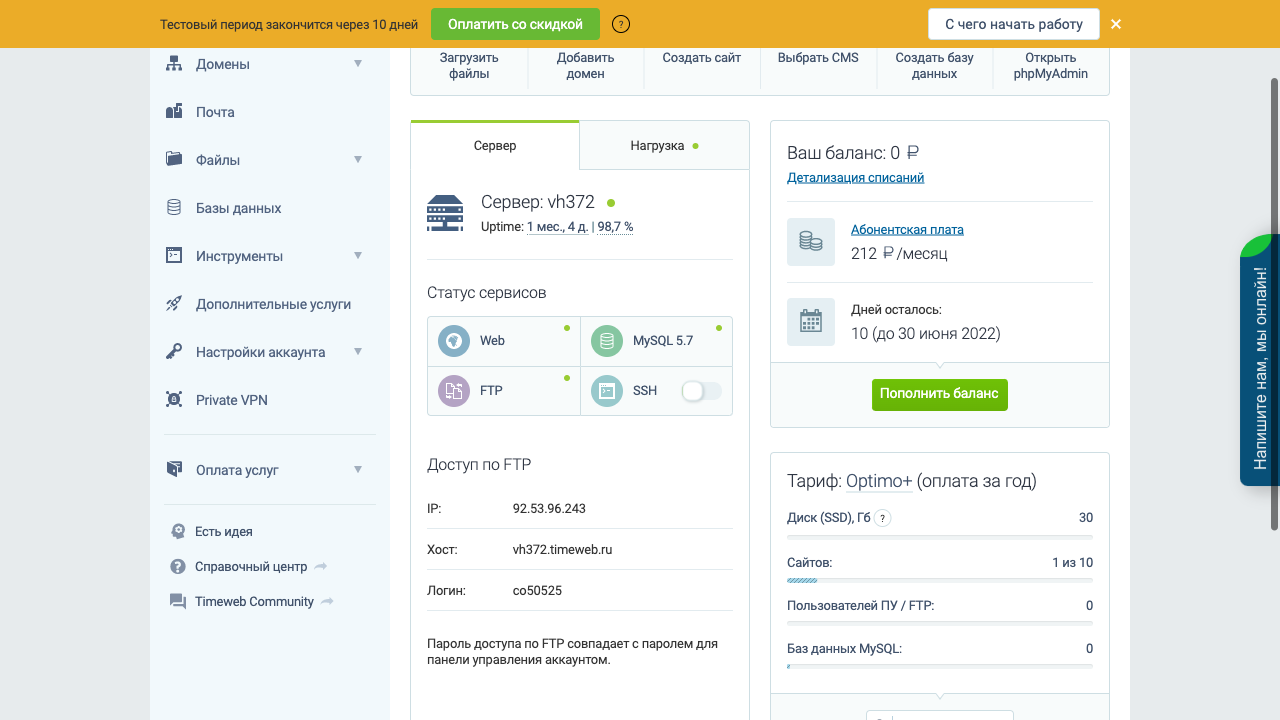 Тестовый период закончится через 10 дней
Оплатить со скидкой
?
С чего начать работу
×
Домены
Почта
Файлы
Базы данных
Инструменты
Дополнительные услуги
Настройки аккаунта
Private VPN
Оплата услуг
Есть идея
Справочный центр
Timeweb Community
Загрузить
файлы
Добавить
домен
Создать сайт
Выбрать CMS
Создать базу
данных
Открыть
phpMyAdmin
Сервер
Нагрузка
Сервер: vh372
Uptime: 1 мес., 4 д. | 98,7 %
Статус сервисов
Web
MySQL 5.7
FTP
SSH
Доступ по FTP
IP: 92.53.96.243
Хост: vh372.timeweb.ru
Логин: co50525
Пароль доступа по FTP совпадает с паролем для
панели управления аккаунтом.
Ваш баланс: 0 ₽
Детализация списаний
Абонентская плата
212 ₽/месяц
Дней осталось:
10 (до 30 июня 2022)
Пополнить баланс
Тариф: Optimo+ (оплата за год)
Диск (SSD), Гб ? 30
Сайтов: 1 из 10
Пользователей ПУ / FTP: 0
Баз данных MySQL: 0
Напишите нам, мы онлайн!